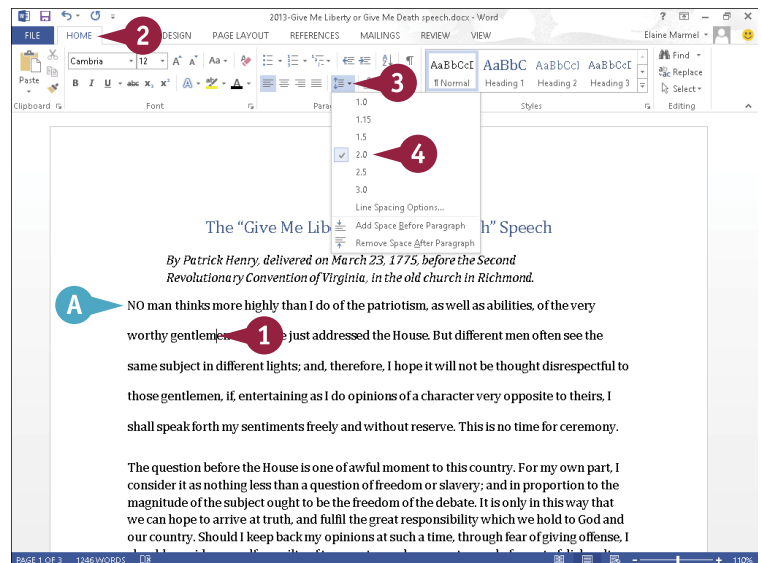 2013-Give Me Liberty or Give Me Death speech.docx - Word
FILE HOME DESIGN PAGE LAYOUT REFERENCES MAILINGS REVIEW VIEW Elaine Marmel
2
Cambria 12 A A Aa
Paste B I U abc x₂ x² A A
3
AaBbCcI AaBbC AaBbCcI AaBbCcI
¶ Normal Heading 1 Heading 2 Heading 3
Find
Replace
Select
Clipboard Font Para Styles Editing
1.0
1.15
1.5
2.0
4
2.5
3.0
Line Spacing Options...
Add Space Before Paragraph
Remove Space After Paragraph
The “Give Me Lib h” Speech
By Patrick Henry, delivered on March 23, 1775, before the Second
Revolutionary Convention of Virginia, in the old church in Richmond.
A
NO man thinks more highly than I do of the patriotism, as well as abilities, of the very
worthy gentlemen 1 just addressed the House. But different men often see the
same subject in different lights; and, therefore, I hope it will not be thought disrespectful to
those gentlemen, if, entertaining as I do opinions of a character very opposite to theirs, I
shall speak forth my sentiments freely and without reserve. This is no time for ceremony.
The question before the House is one of awful moment to this country. For my own part, I
consider it as nothing less than a question of freedom or slavery; and in proportion to the
magnitude of the subject ought to be the freedom of the debate. It is only in this way that
we can hope to arrive at truth, and fulfil the great responsibility which we hold to God and
our country. Should I keep back my opinions at such a time, through fear of giving offense, I
PAGE 1 OF 3 1246 WORDS 110%